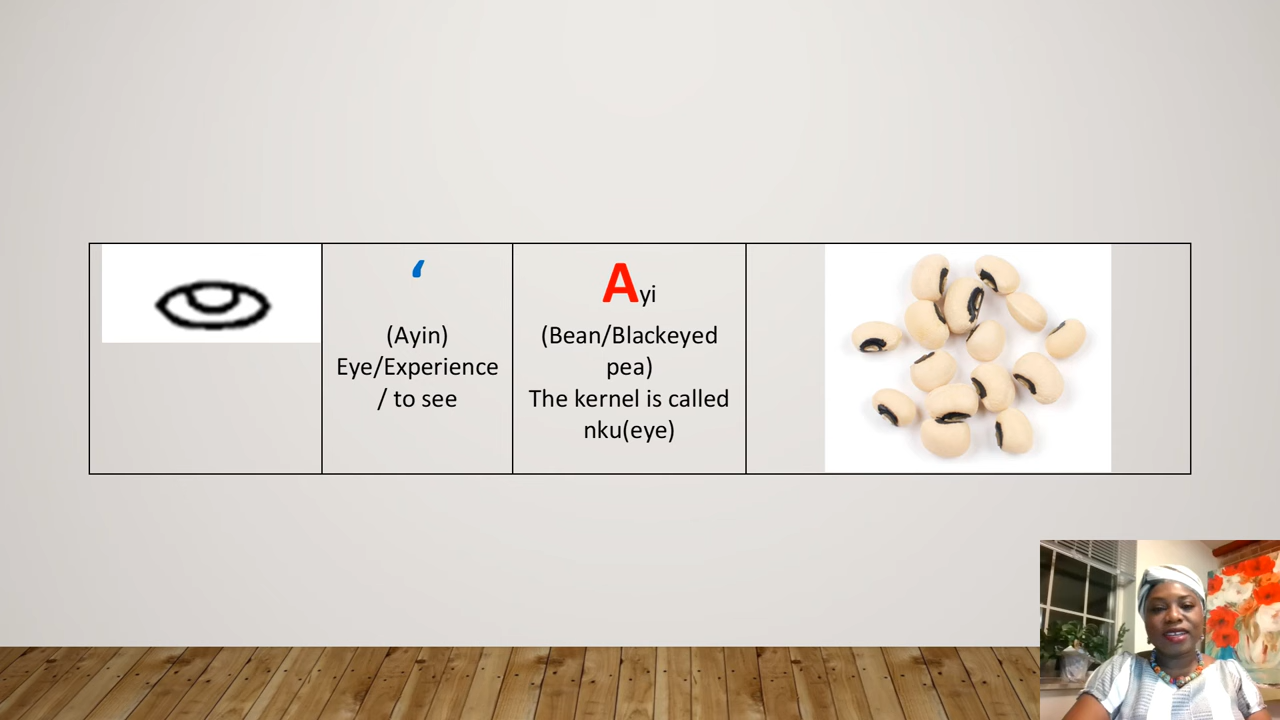 ‘
(Ayin)
Eye/Experience
/ to see
Ayi
(Bean/Blackeyed
pea)
The kernel is called
nku(eye)